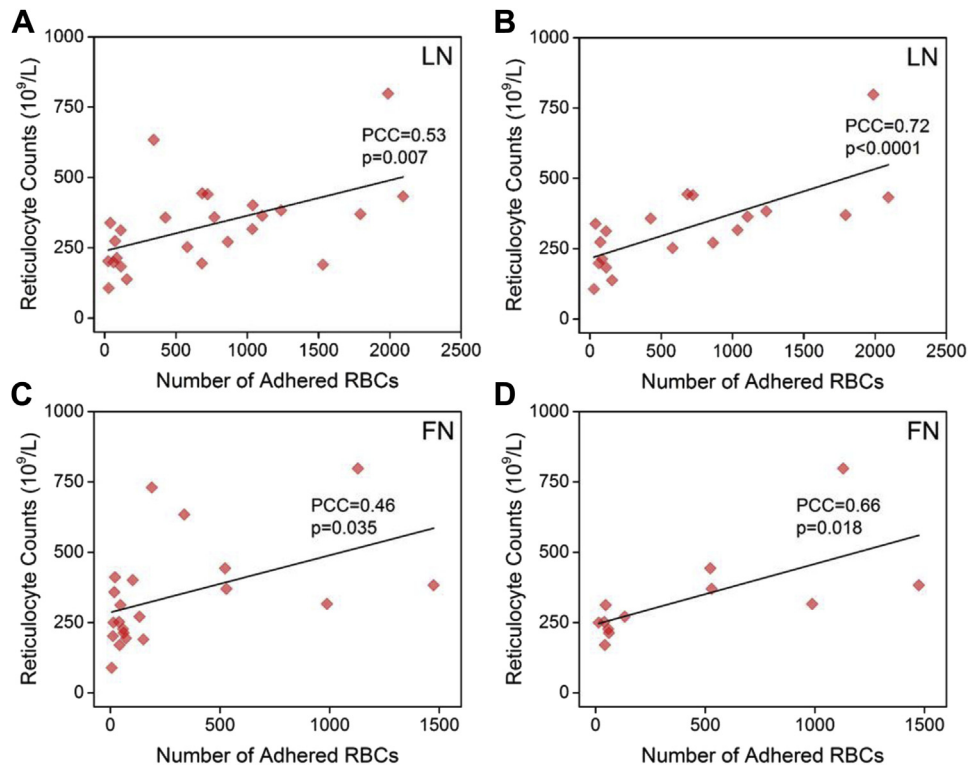 A
LN
PCC=0.53
p=0.007
1000
750
500
250
0
Reticulocyte Counts (10⁹/L)
0 500 1000 1500 2000 2500
Number of Adhered RBCs
B
LN
PCC=0.72
p<0.0001
1000
750
500
250
0
Reticulocyte Counts (10⁹/L)
0 500 1000 1500 2000 2500
Number of Adhered RBCs
C
FN
PCC=0.46
p=0.035
1000
750
500
250
0
Reticulocyte Counts (10⁹/L)
0 500 1000 1500
Number of Adhered RBCs
D
FN
PCC=0.66
p=0.018
1000
750
500
250
0
Reticulocyte Counts (10⁹/L)
0 500 1000 1500
Number of Adhered RBCs